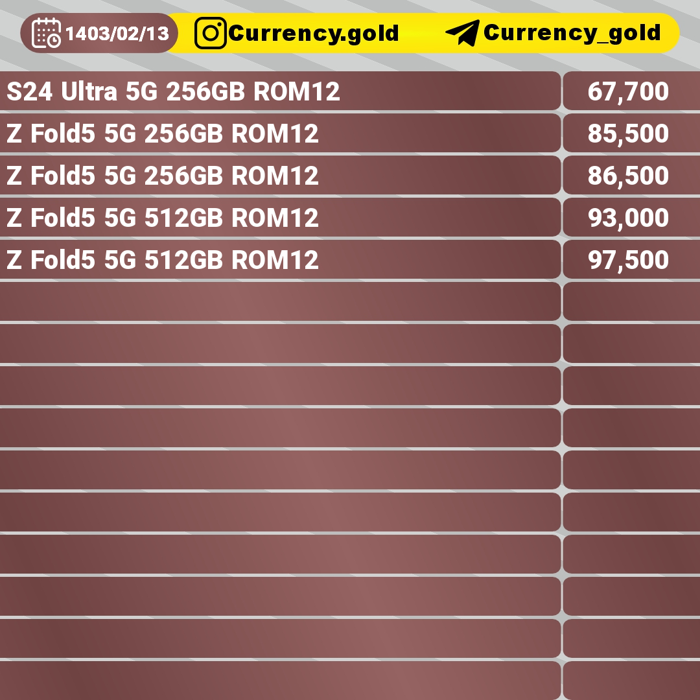 1403/02/13 Currency.gold Currency_gold
S24 Ultra 5G 256GB ROM12 67,700
Z Fold5 5G 256GB ROM12 85,500
Z Fold5 5G 256GB ROM12 86,500
Z Fold5 5G 512GB ROM12 93,000
Z Fold5 5G 512GB ROM12 97,500